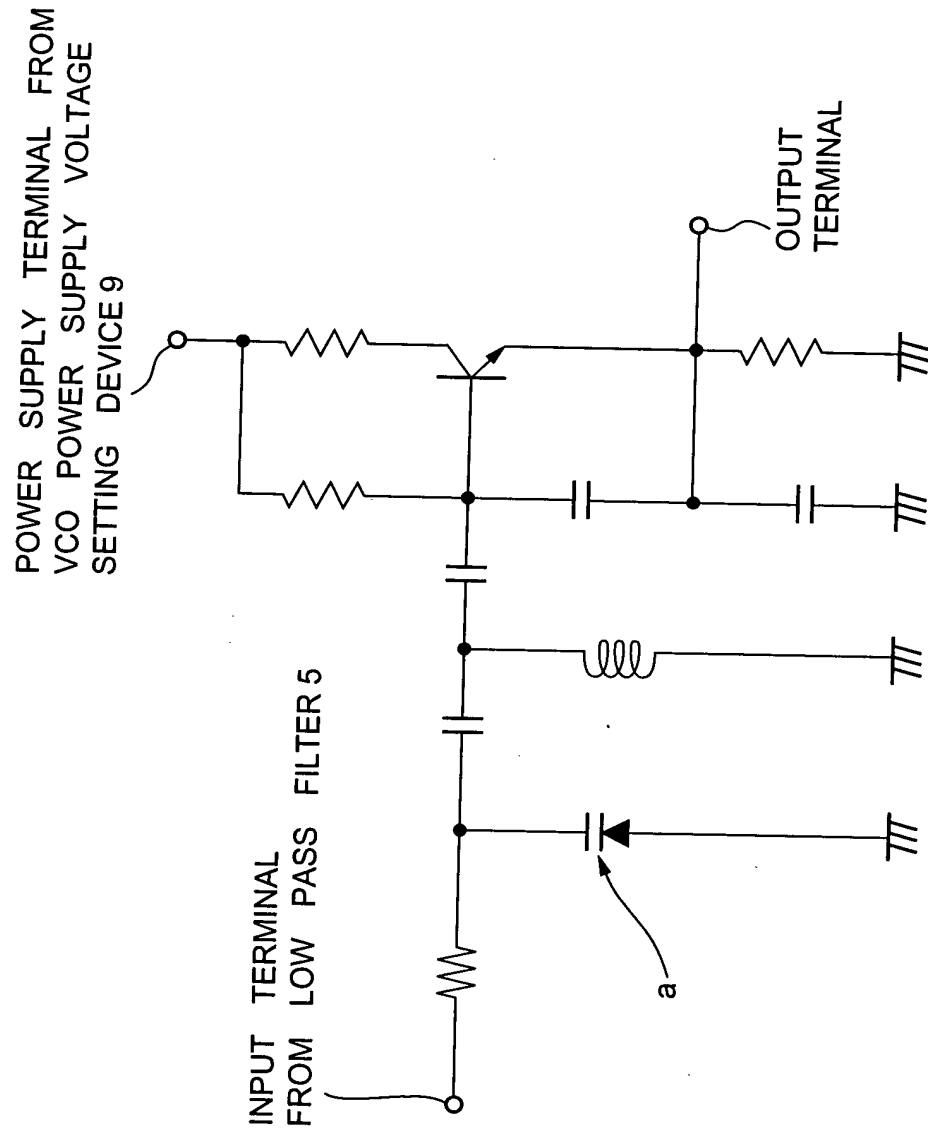 POWER SUPPLY TERMINAL FROM
VCO POWER SUPPLY VOLTAGE
SETTING DEVICE 9
INPUT TERMINAL
FROM LOW PASS FILTER 5
OUTPUT
TERMINAL
a